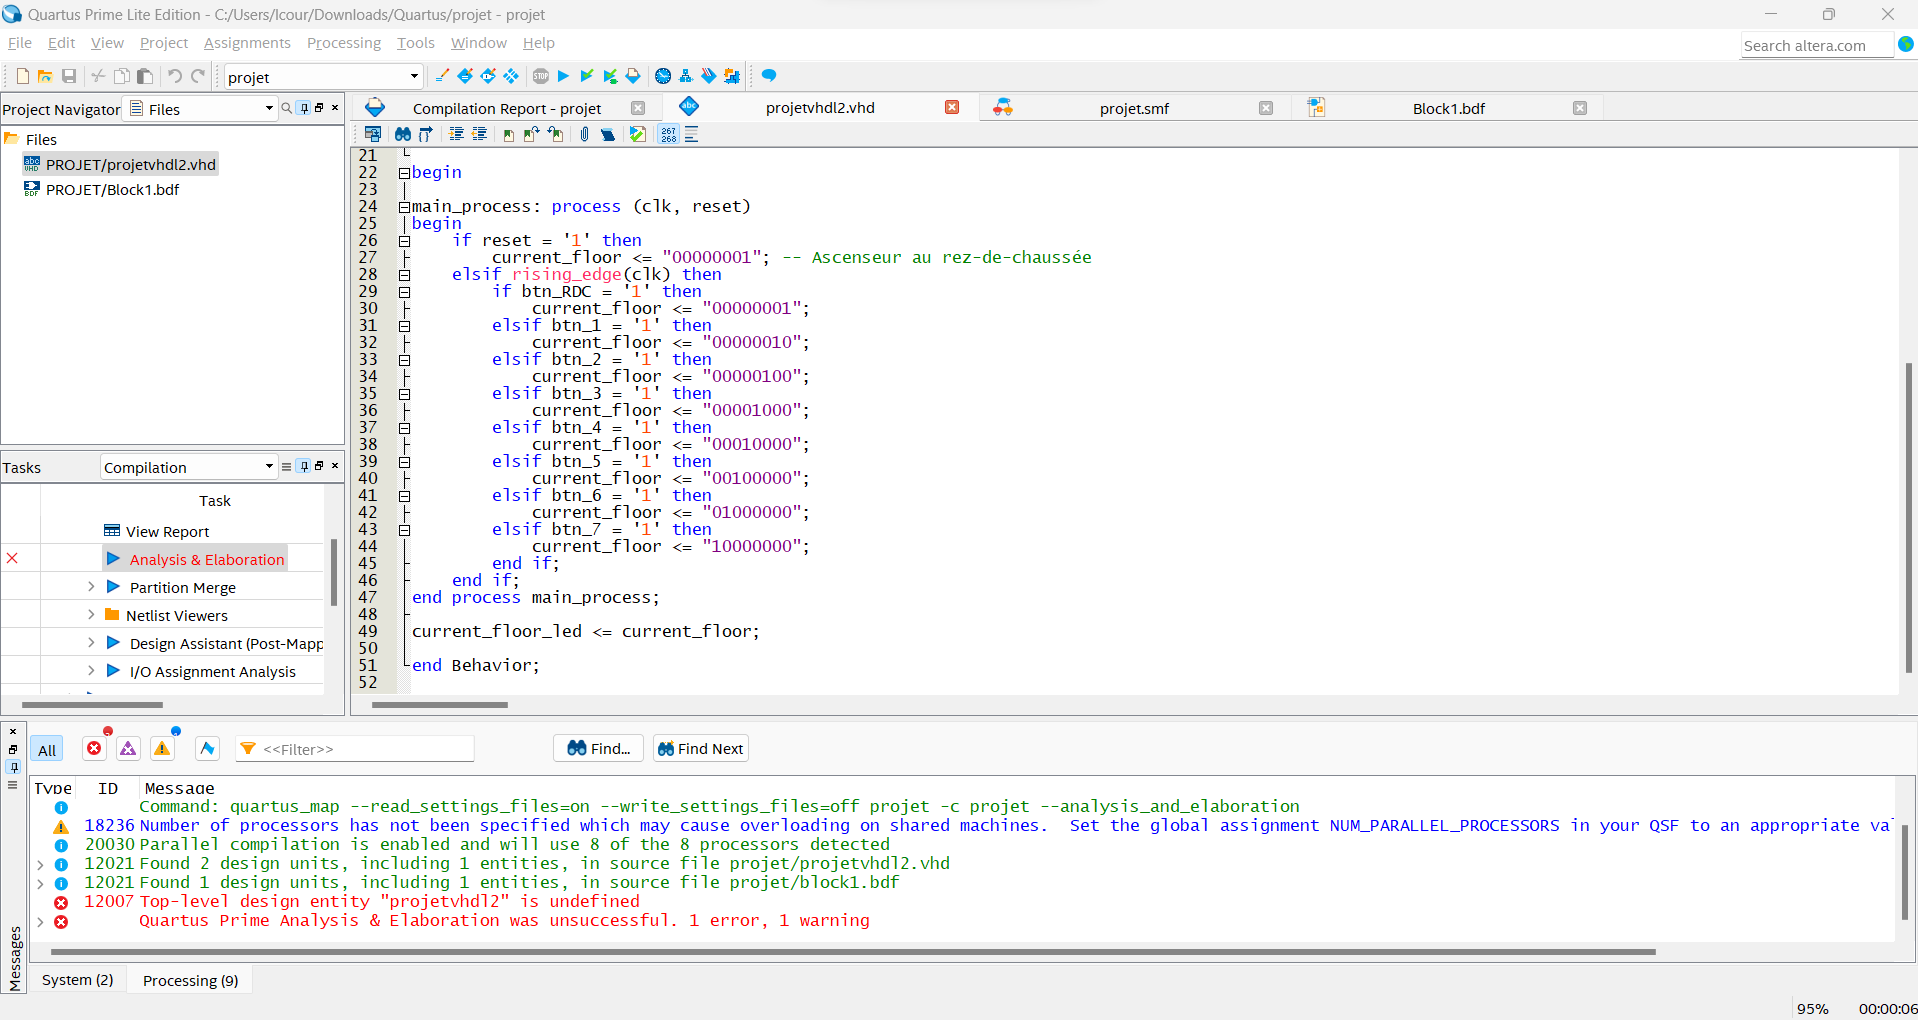 Quartus Prime Lite Edition - C:/Users/lcour/Downloads/Quartus/projet - projet
File Edit View Project Assignments Processing Tools Window Help
Search altera.com
projet
Project Navigator Files
Files
PROJET/projetvhdl2.vhd
PROJET/Block1.bdf
Tasks Compilation
Task
View Report
Analysis & Elaboration
Partition Merge
Netlist Viewers
Design Assistant (Post-Mapp
I/O Assignment Analysis
Compilation Report - projet projetvhdl2.vhd projet.smf Block1.bdf
21
22 begin
23
24 main_process: process (clk, reset)
25 begin
26 if reset = '1' then
27 current_floor <= "00000001"; -- Ascenseur au rez-de-chaussée
28 elsif rising_edge(clk) then
29 if btn_RDC = '1' then
30 current_floor <= "00000001";
31 elsif btn_1 = '1' then
32 current_floor <= "00000010";
33 elsif btn_2 = '1' then
34 current_floor <= "00000100";
35 elsif btn_3 = '1' then
36 current_floor <= "00001000";
37 elsif btn_4 = '1' then
38 current_floor <= "00010000";
39 elsif btn_5 = '1' then
40 current_floor <= "00100000";
41 elsif btn_6 = '1' then
42 current_floor <= "01000000";
43 elsif btn_7 = '1' then
44 current_floor <= "10000000";
45 end if;
46 end if;
47 end process main_process;
48
49 current_floor_led <= current_floor;
50
51 end Behavior;
52
All <<Filter>> Find... Find Next
Type ID Message
Command: quartus_map --read_settings_files=on --write_settings_files=off projet -c projet --analysis_and_elaboration
18236 Number of processors has not been specified which may cause overloading on shared machines. Set the global assignment NUM_PARALLEL_PROCESSORS in your QSF to an appropriate va
20030 Parallel compilation is enabled and will use 8 of the 8 processors detected
12021 Found 2 design units, including 1 entities, in source file projet/projetvhdl2.vhd
12021 Found 1 design units, including 1 entities, in source file projet/block1.bdf
12007 Top-level design entity "projetvhdl2" is undefined
Quartus Prime Analysis & Elaboration was unsuccessful. 1 error, 1 warning
Messages
System (2) Processing (9)
95% 00:00:06